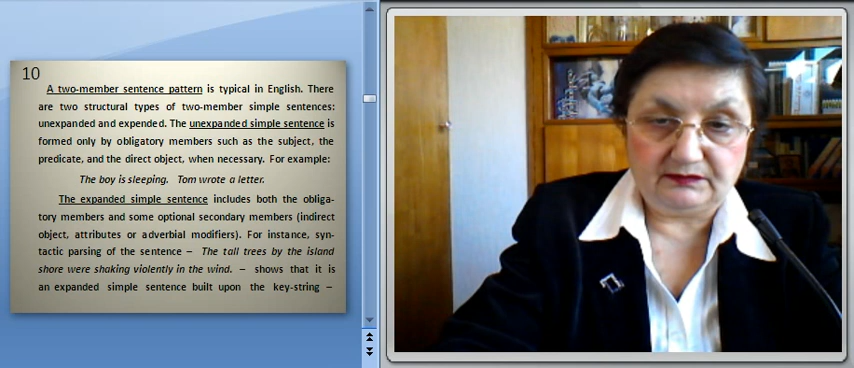 10
A two-member sentence pattern is typical in English. There
are two structural types of two-member simple sentences:
unexpanded and expended. The unexpanded simple sentence is
formed only by obligatory members such as the subject, the
predicate, and the direct object, when necessary. For example:
The boy is sleeping. Tom wrote a letter.
The expanded simple sentence includes both the obliga-
tory members and some optional secondary members (indirect
object, attributes or adverbial modifiers). For instance, syn-
tactic parsing of the sentence – The tall trees by the island
shore were shaking violently in the wind. – shows that it is
an expanded simple sentence built upon the key-string –